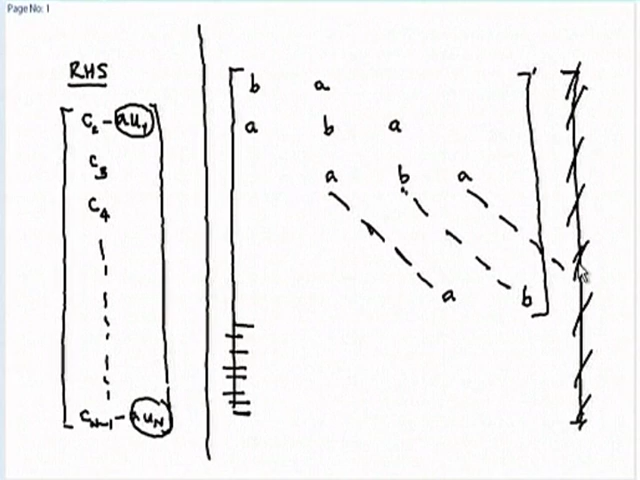 Page No: 1
RHS
c₂ - au₁
c₃
c₄
cN-1 - auN
b a
a b a
a b a
a b